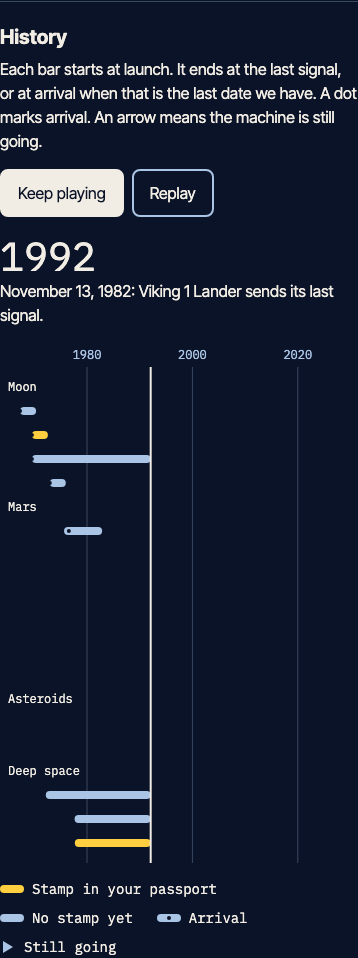 History
Each bar starts at launch. It ends at the last signal,
or at arrival when that is the last date we have. A dot
marks arrival. An arrow means the machine is still
going.
Keep playing
Replay
1992
November 13, 1982: Viking 1 Lander sends its last
signal.
1980 2000 2020
Moon
Mars
Asteroids
Deep space
Stamp in your passport
No stamp yet Arrival
Still going